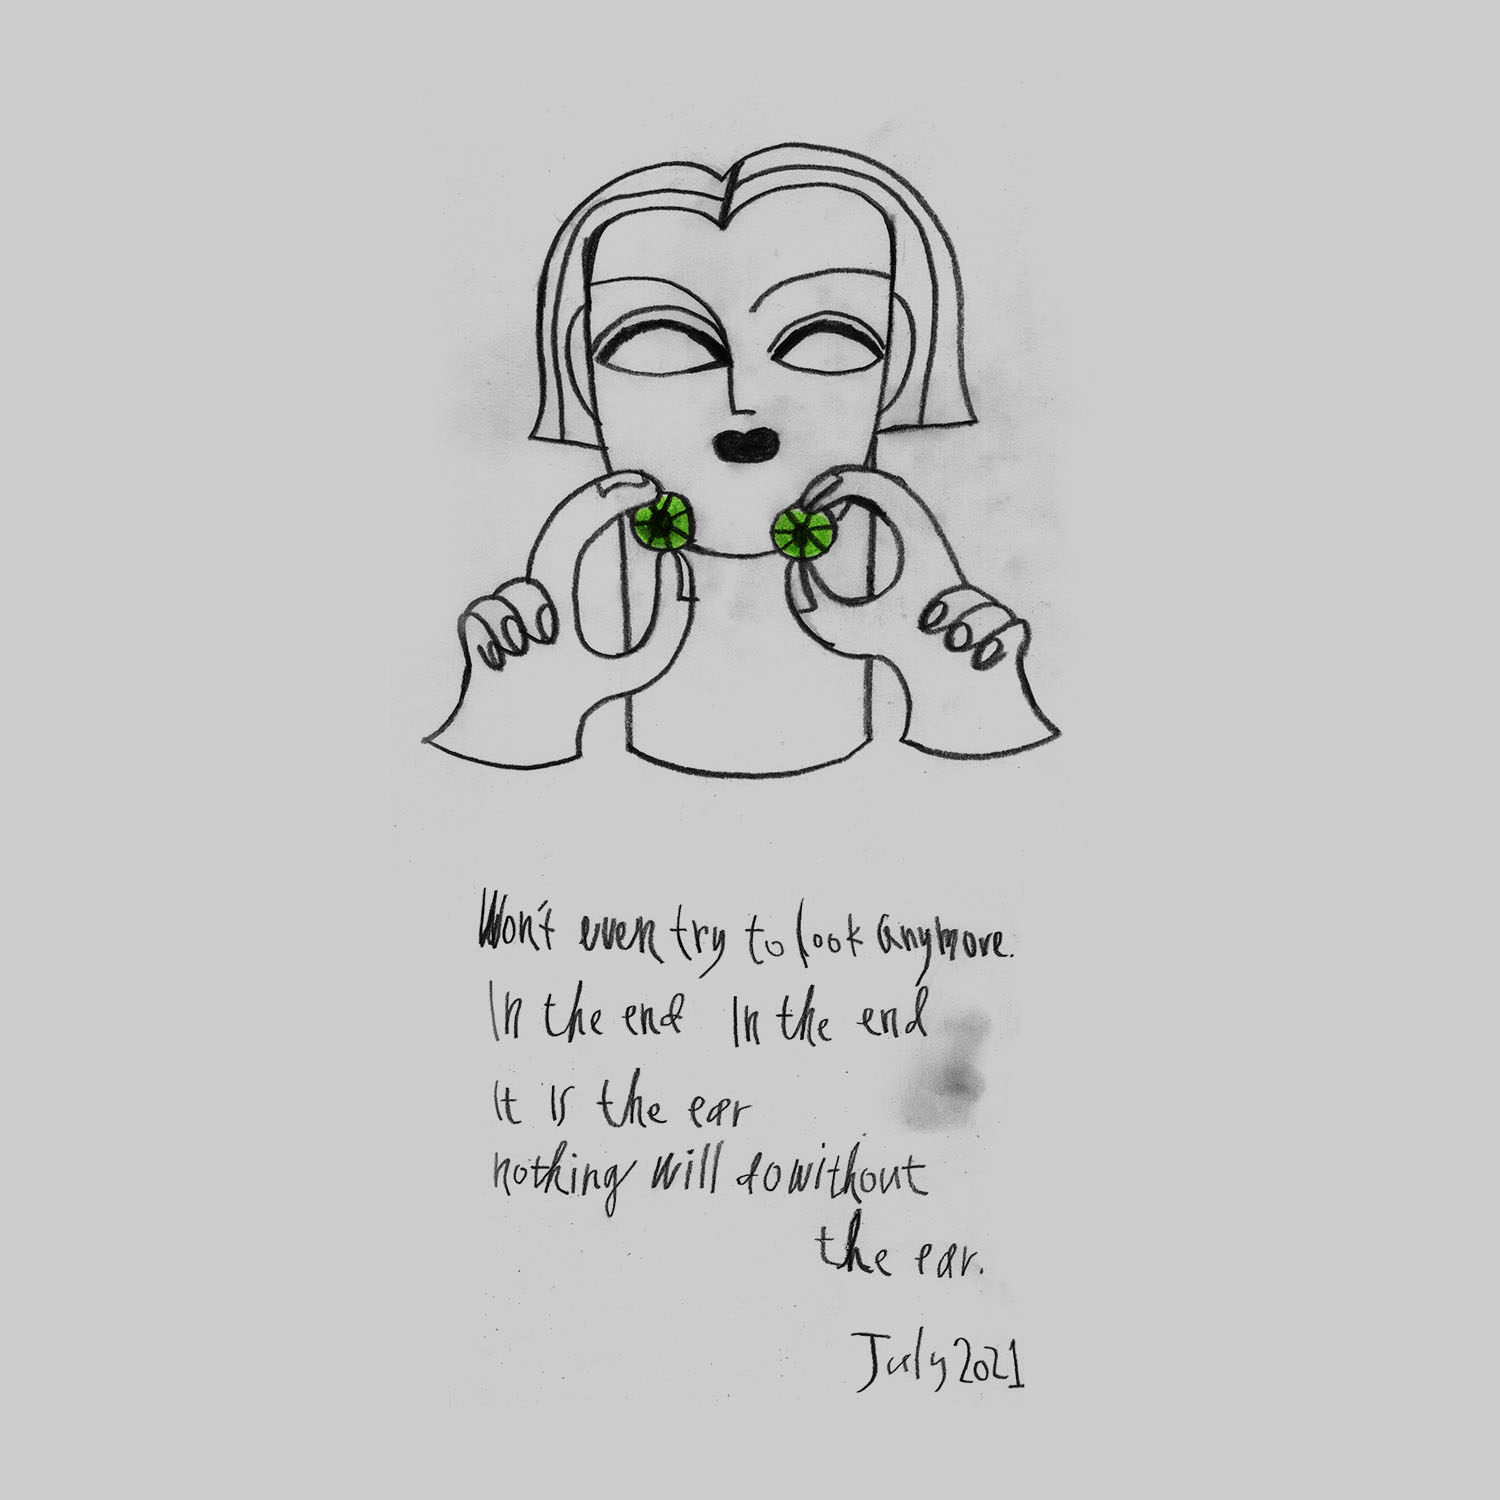 Won't even try to look anymore.
In the end In the end
It is the ear
nothing will do without
the ear.
July 2021